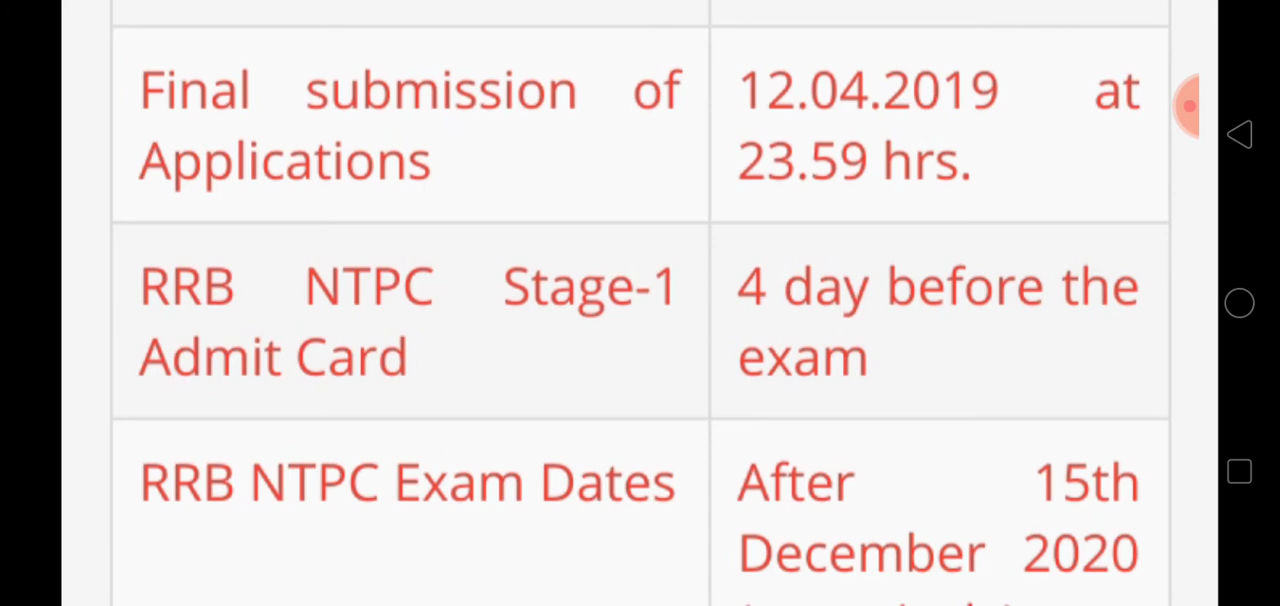 Final submission of
Applications
12.04.2019 at
23.59 hrs.
RRB NTPC Stage-1
Admit Card
4 day before the
exam
RRB NTPC Exam Dates
After 15th
December 2020